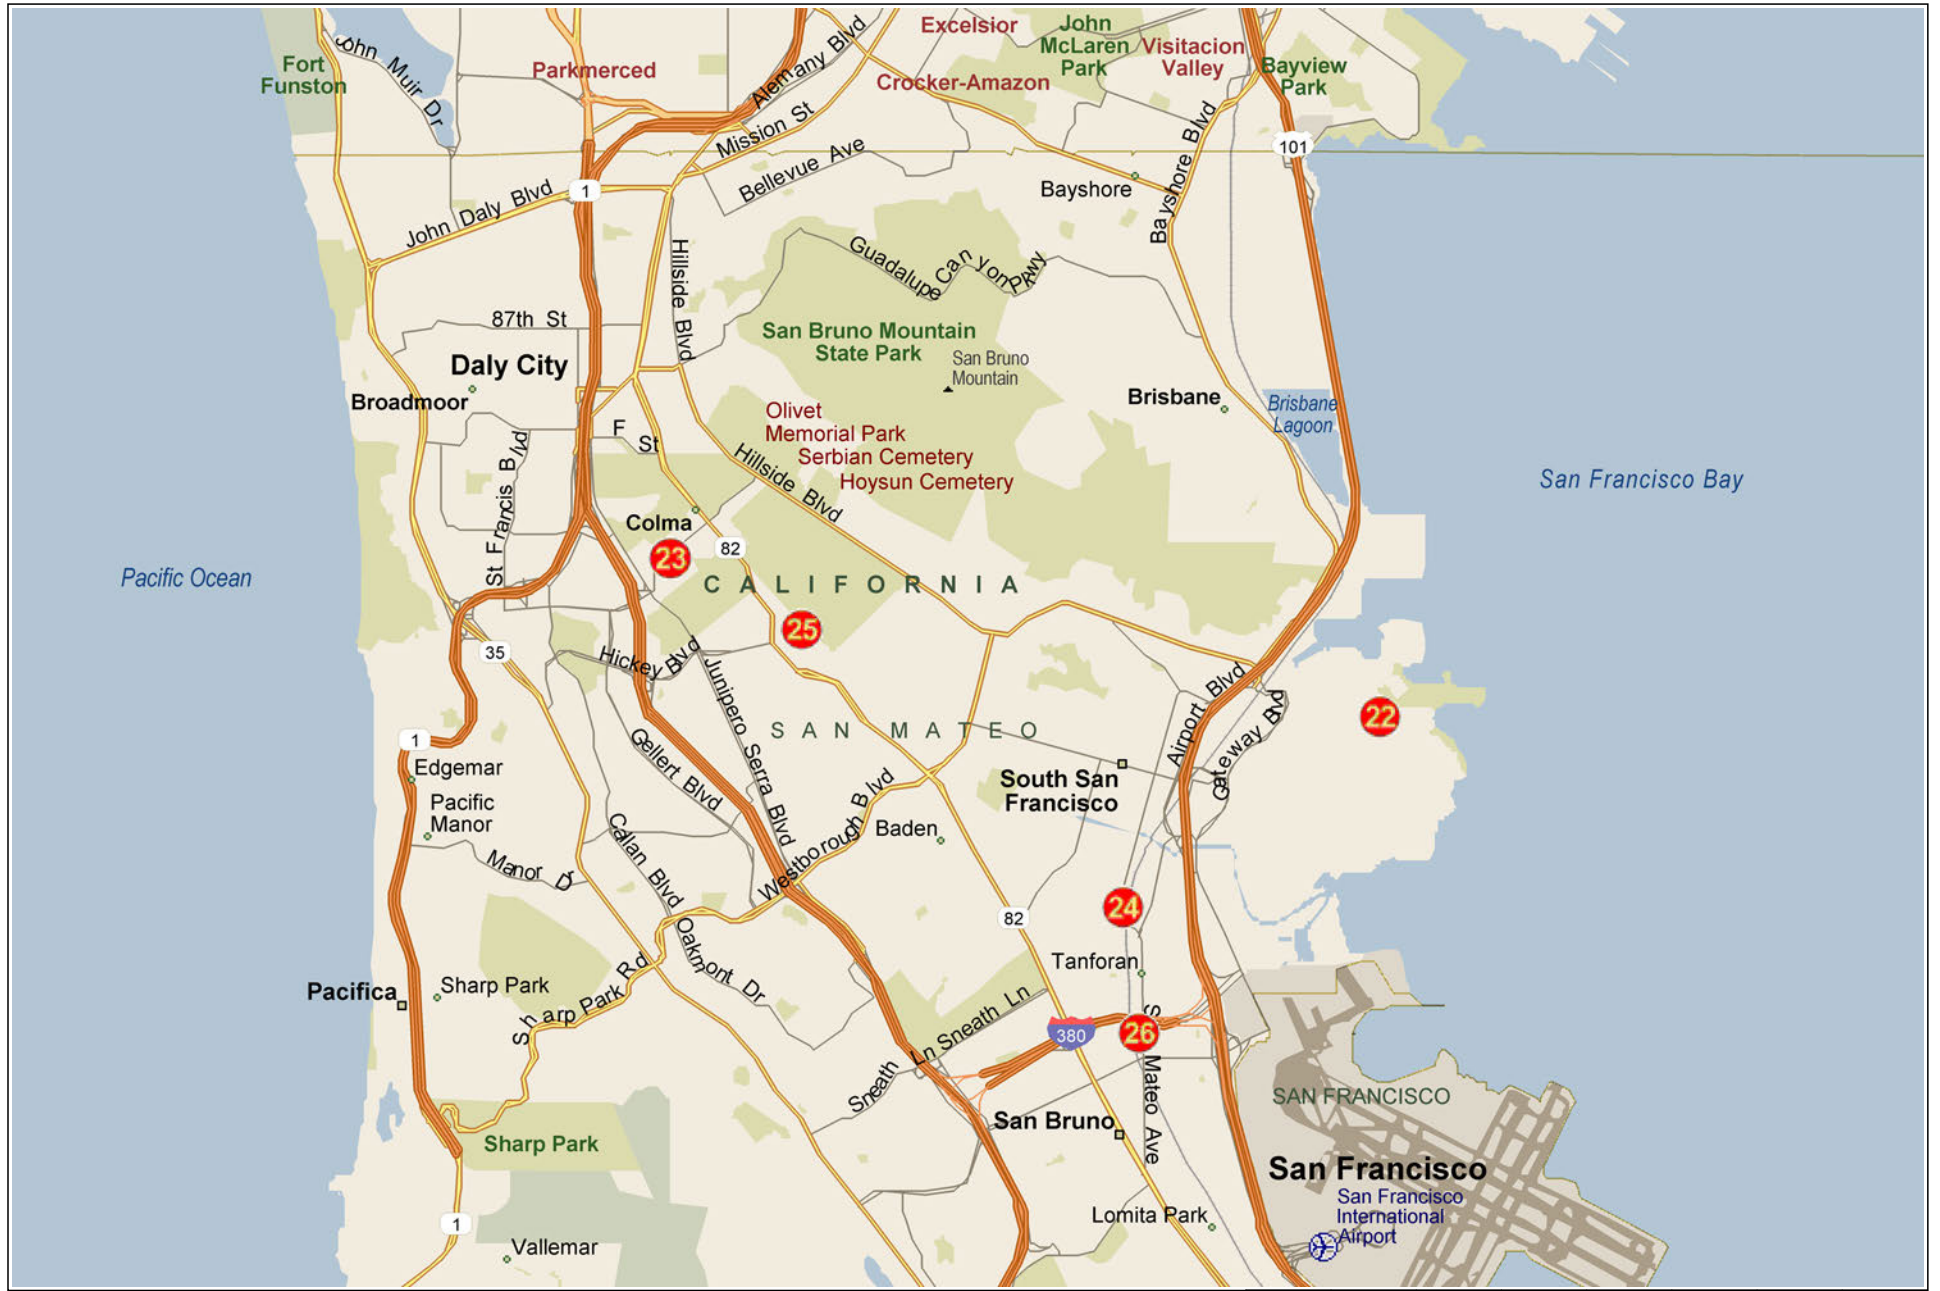 Excelsior
John
McLaren
Park
Visitacion
Valley
Fort
Funston
John Muir Dr
Parkmerced
Alemany Blvd
Crocker-Amazon
Bayview
Park
Mission St
Bellevue Ave
Bayshore Blvd
101
Bayshore
1
John Daly Blvd
Hillside Blvd
Guadalupe Canyon Pkwy
87th St
San Bruno Mountain
State Park
San Bruno
Mountain
Daly City
Broadmoor
Brisbane
Brisbane
Lagoon
Olivet
Memorial Park
Serbian Cemetery
Hoysun Cemetery
F St
St Francis Blvd
Hillside Blvd
San Francisco Bay
Colma
23
82
Pacific Ocean
CALIFORNIA
25
35
Hickey Blvd
Junipero Serra Blvd
Airport Blvd
Gateway Blvd
22
SAN MATEO
1
Gellert Blvd
Edgemar
South San
Francisco
Pacific
Manor
Callan Blvd
Westborough Blvd
Baden
Manor Dr
82
24
Oakmont Dr
Tanforan
Pacifica
Sharp Park
Sharp Park Rd
Sneath Ln
Sneath Ln
380
26
S Mateo Ave
SAN FRANCISCO
San Bruno
Sharp Park
San Francisco
San Francisco
International
Airport
Lomita Park
1
Vallemar